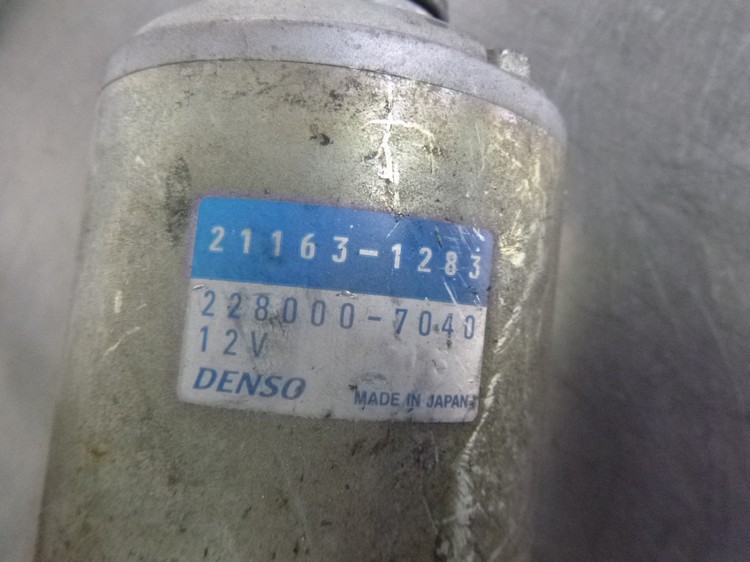 21163-1283
228000-7040
12V
DENSO MADE IN JAPAN